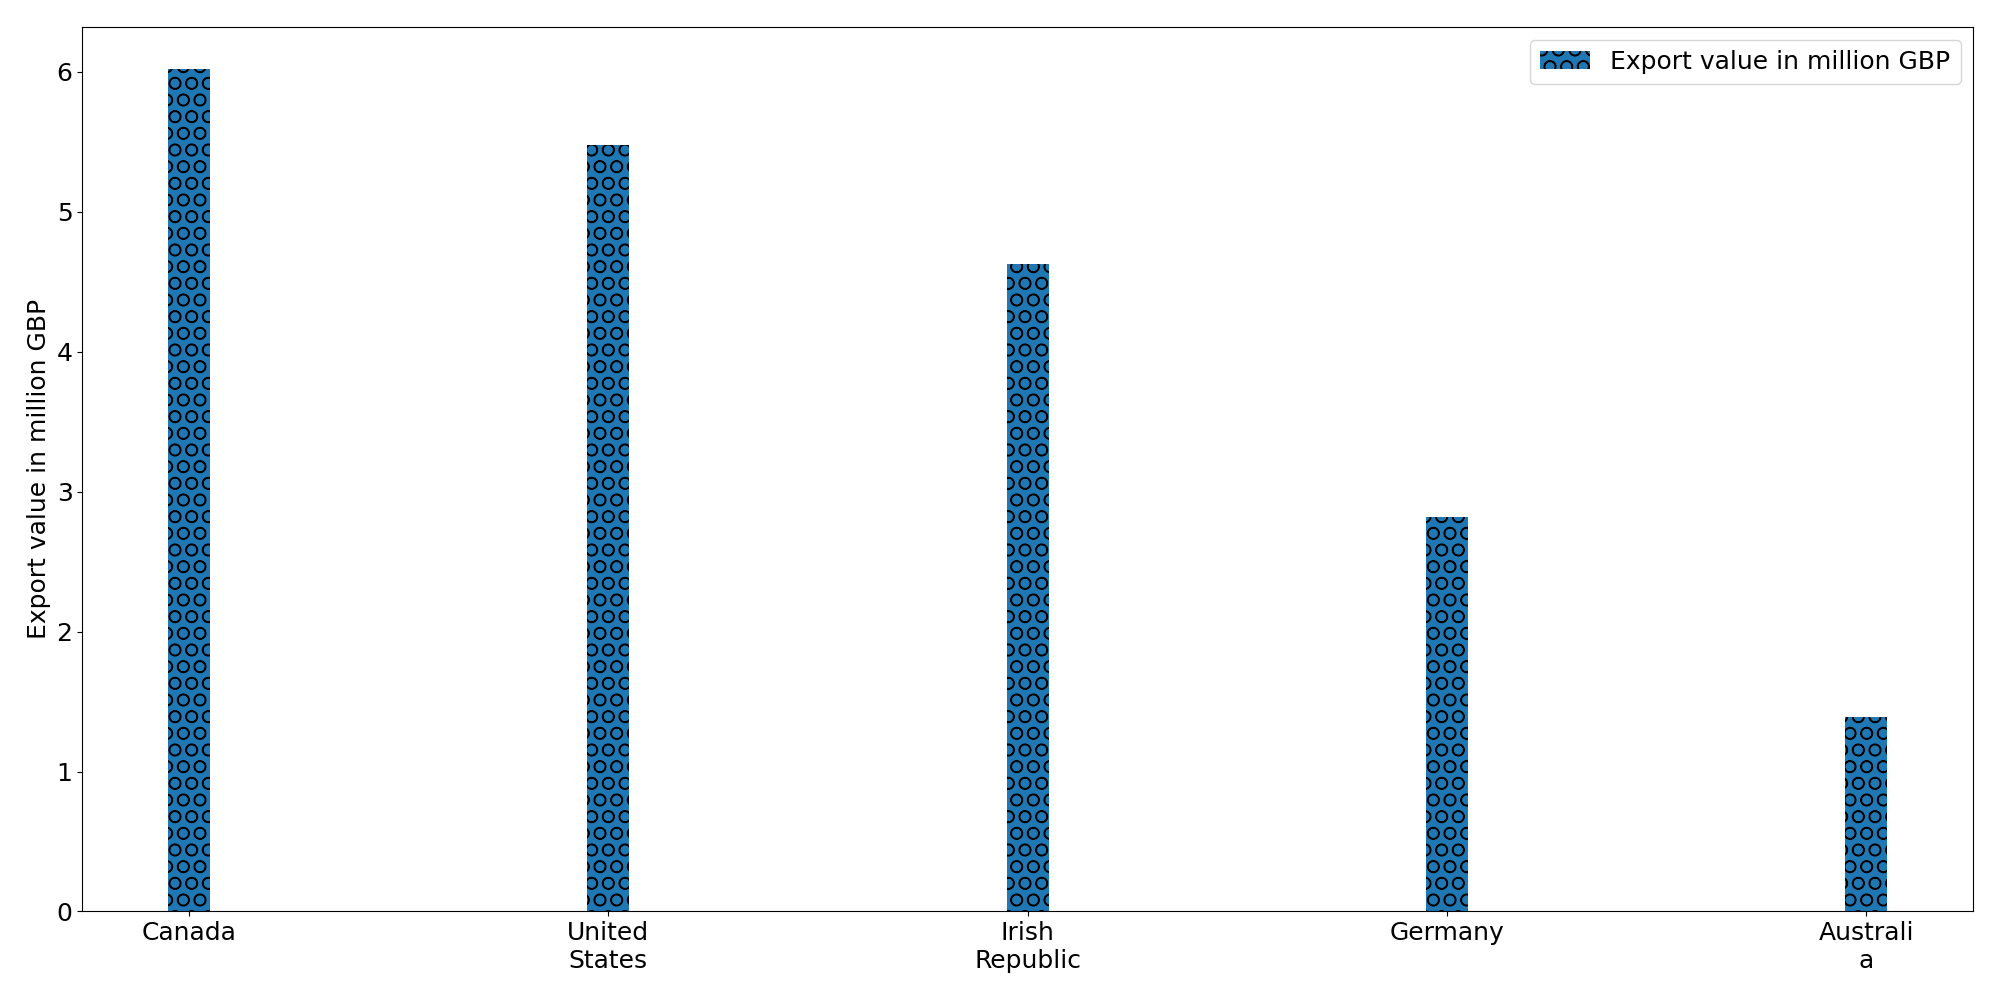 Export value in million GBP
Export value in million GBP
6
5
4
3
2
1
0
Canada
United
States
Irish
Republic
Germany
Australi
a